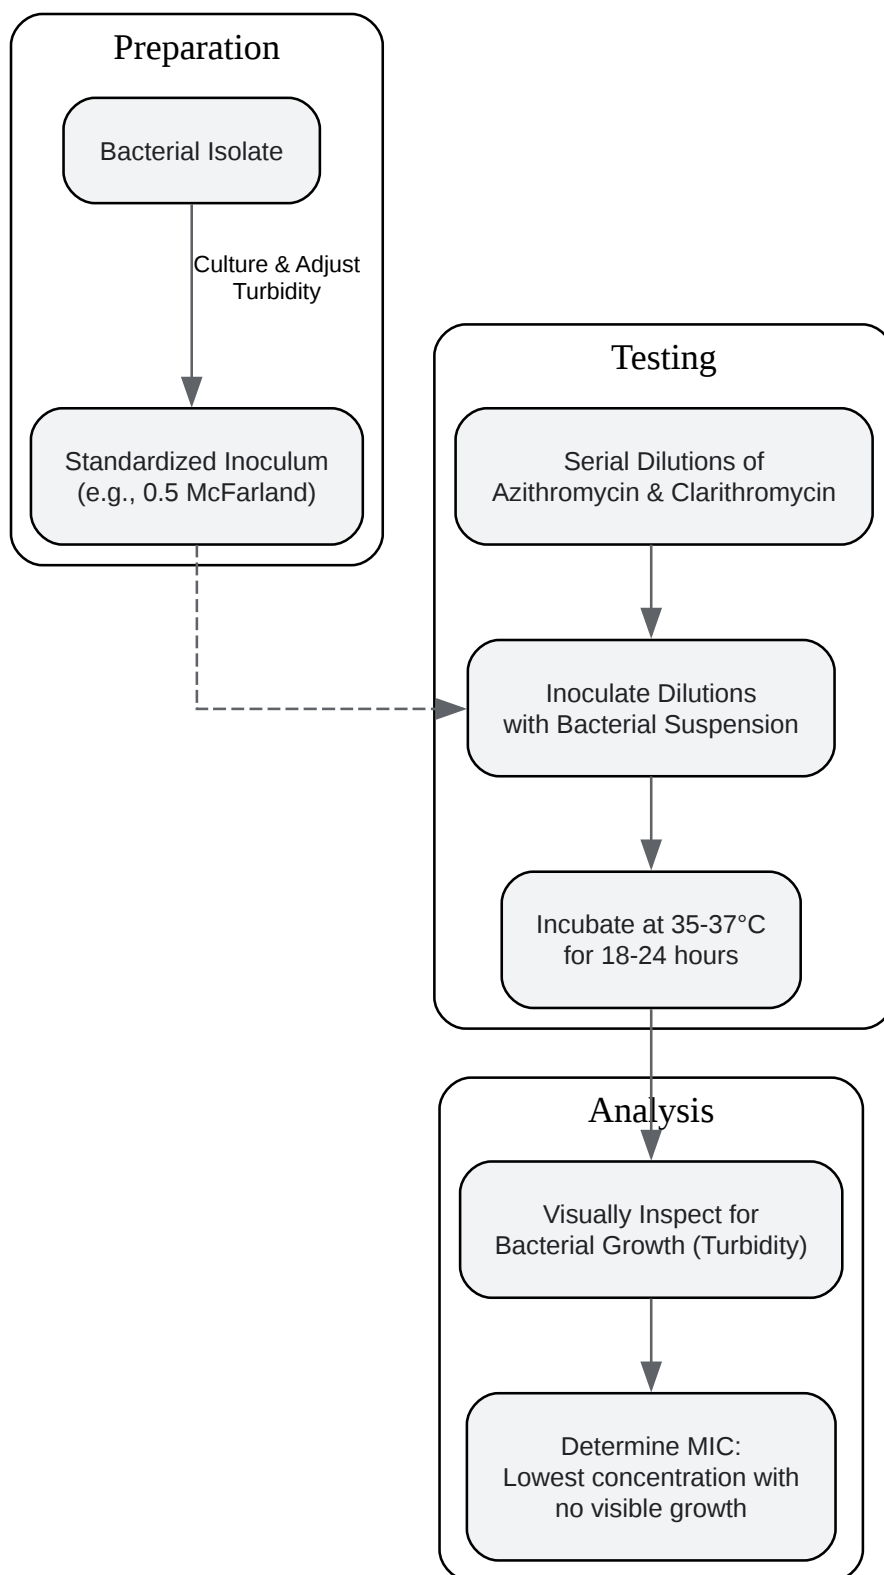 Preparation
Bacterial Isolate
Culture & Adjust
Turbidity
Standardized Inoculum
(e.g., 0.5 McFarland)
Testing
Serial Dilutions of
Azithromycin & Clarithromycin
Inoculate Dilutions
with Bacterial Suspension
Incubate at 35-37°C
for 18-24 hours
Analysis
Visually Inspect for
Bacterial Growth (Turbidity)
Determine MIC:
Lowest concentration with
no visible growth